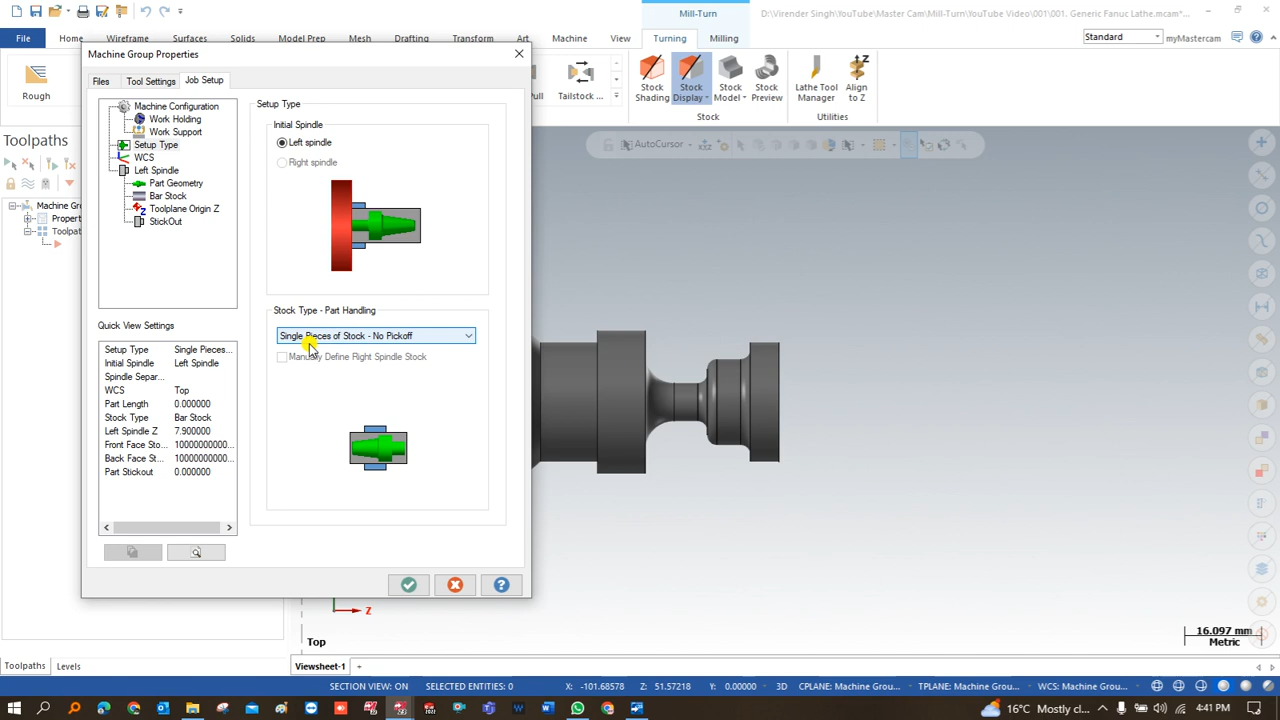 Mill-Turn
D:\Virender Singh\YouTube\Master Cam\Mill-Turn\YouTube Video\001\001. Generic Fanuc Lathe.mcam*...
File
Home
Wireframe
Surfaces
Solids
Model Prep
Mesh
Drafting
Transform
Art
Machine
View
Turning
Milling
Standard
myMastercam
Rough
Pull
Tailstock ...
Stock Shading
Stock Display
Stock Model
Stock Preview
Lathe Tool Manager
Align to Z
Stock
Utilities
Machine Group Properties
Files
Tool Settings
Job Setup
Toolpaths
Machine Gro
Propert
Toolpat
Machine Configuration
Work Holding
Work Support
Setup Type
WCS
Left Spindle
Part Geometry
Bar Stock
Toolplane Origin Z
StickOut
Setup Type
Initial Spindle
Left spindle
Right spindle
Stock Type - Part Handling
Single Pieces of Stock - No Pickoff
Manually Define Right Spindle Stock
Quick View Settings
Setup Type Single Pieces...
Initial Spindle Left Spindle
Spindle Separ...
WCS Top
Part Length 0.000000
Stock Type Bar Stock
Left Spindle Z 7.900000
Front Face Sto... 10000000000...
Back Face Sto... 10000000000...
Part Stickout 0.000000
AutoCursor
Z
Top
16.097 mm
Metric
Toolpaths
Levels
Viewsheet-1
+
SECTION VIEW: ON
SELECTED ENTITIES: 0
X: -101.68578
Z: 51.57218
Y: 0.00000
3D
CPLANE: Machine Grou...
TPLANE: Machine Grou...
WCS: Machine Grou...
16°C Mostly cl...
4:41 PM